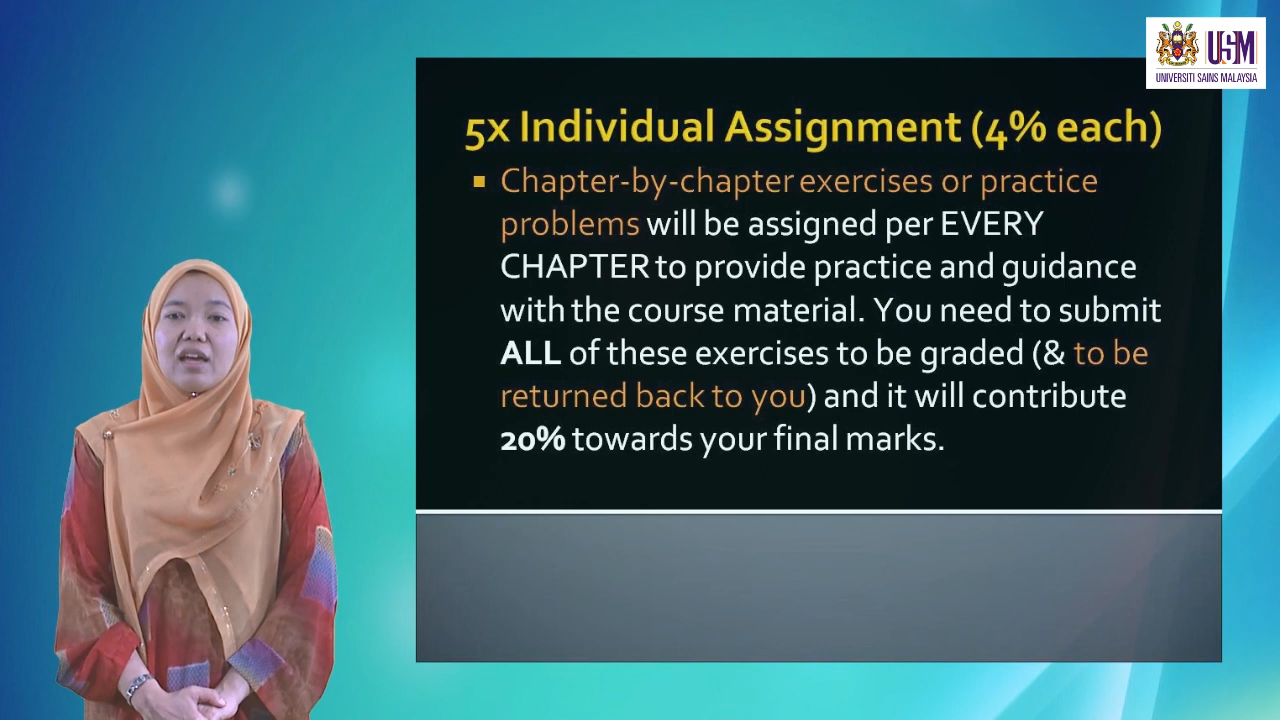 USM
UNIVERSITI SAINS MALAYSIA
5x Individual Assignment (4% each)
Chapter-by-chapter exercises or practice
problems will be assigned per EVERY
CHAPTER to provide practice and guidance
with the course material. You need to submit
ALL of these exercises to be graded (& to be
returned back to you) and it will contribute
20% towards your final marks.